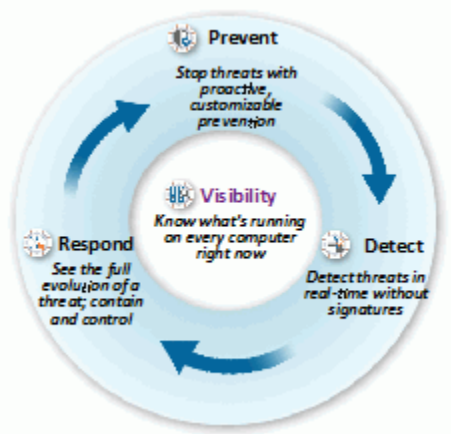 Prevent
Stop threats with
proactive,
customizable
prevention
Visibility
Know what's running
on every computer
right now
Detect
Detect threats in
real-time without
signatures
Respond
See the full
evolution of a
threat; contain
and control